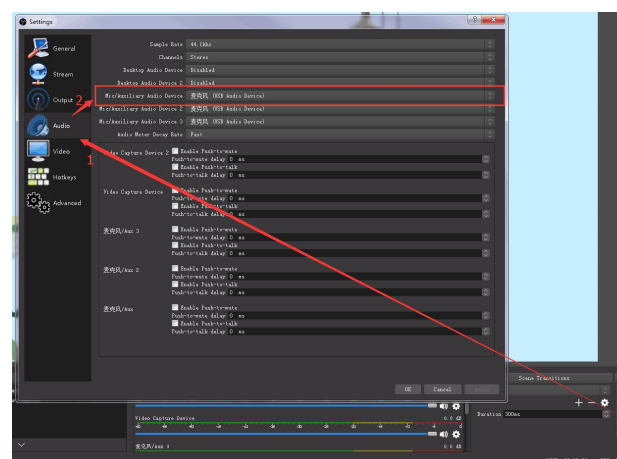 Settings
General
Stream
Output
Audio
Video
Hotkeys
Advanced
2
1
Sample Rate 44.1khz
Channels Stereo
Desktop Audio Device Disabled
Desktop Audio Device 2 Disabled
Mic/Auxiliary Audio Device 麦克风 (USB Audio Device)
Mic/Auxiliary Audio Device 2 麦克风 (USB Audio Device)
Mic/Auxiliary Audio Device 3 麦克风 (USB Audio Device)
Audio Meter Decay Rate Fast
Video Capture Device 2 Enable Push-to-mute
Push-to-mute delay 0 ms
Enable Push-to-talk
Push-to-talk delay 0 ms
Video Capture Device Enable Push-to-mute
Push-to-mute delay 0 ms
Enable Push-to-talk
Push-to-talk delay 0 ms
麦克风/Aux 3 Enable Push-to-mute
Push-to-mute delay 0 ms
Enable Push-to-talk
Push-to-talk delay 0 ms
麦克风/Aux 2 Enable Push-to-mute
Push-to-mute delay 0 ms
Enable Push-to-talk
Push-to-talk delay 0 ms
麦克风/Aux Enable Push-to-mute
Push-to-mute delay 0 ms
Enable Push-to-talk
Push-to-talk delay 0 ms
OK Cancel Apply
Scene Transitions
Duration 300ms
Video Capture Device 0.0 dB
麦克风/Aux 3 0.0 dB